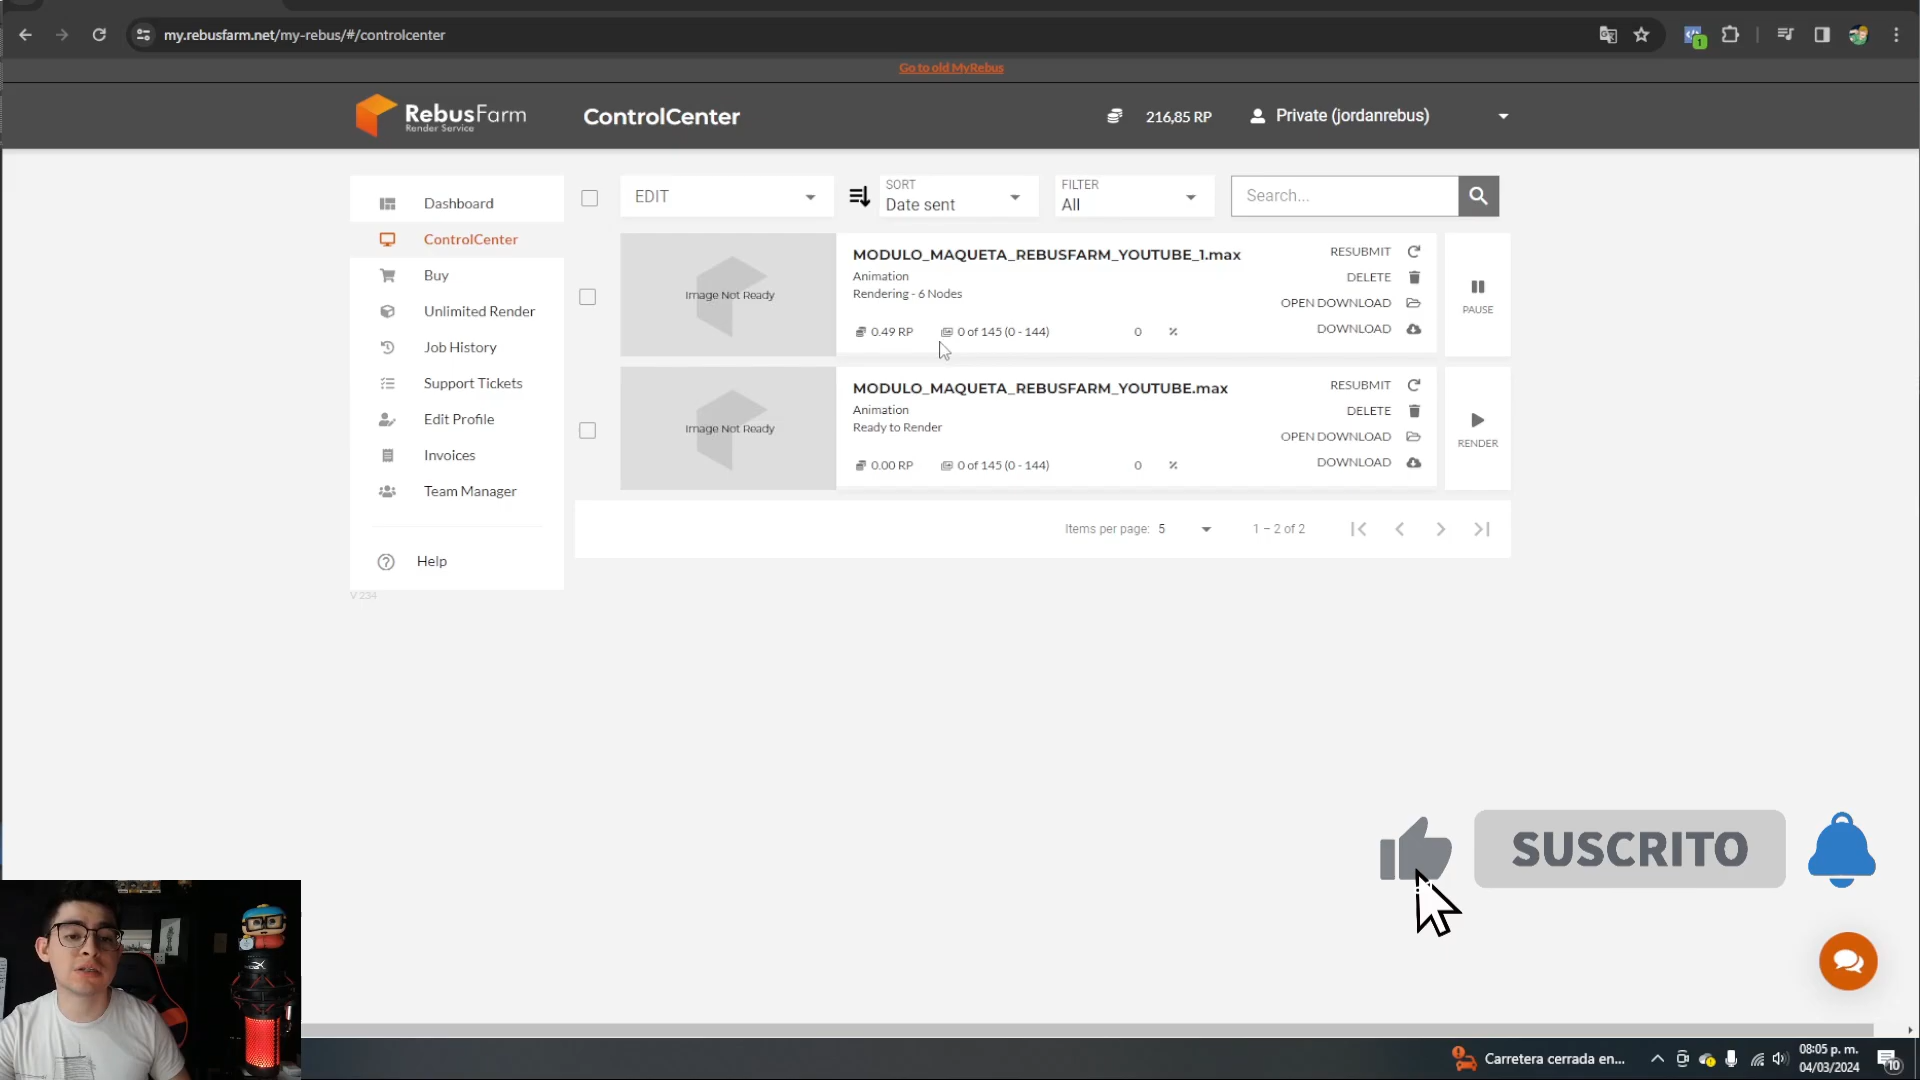 my.rebusfarm.net/my-rebus/#/controlcenter
1
Go to old MyRebus
RebusFarm
Render Service
ControlCenter
216,85 RP
Private (jordanrebus)
Dashboard
ControlCenter
Buy
Unlimited Render
Job History
Support Tickets
Edit Profile
Invoices
Team Manager
Help
V 234
EDIT
SORT
Date sent
FILTER
All
Search...
Image Not Ready
MODULO_MAQUETA_REBUSFARM_YOUTUBE_1.max
Animation
Rendering - 6 Nodes
0.49 RP
0 of 145 (0 - 144)
0
%
RESUBMIT
DELETE
OPEN DOWNLOAD
DOWNLOAD
PAUSE
Image Not Ready
MODULO_MAQUETA_REBUSFARM_YOUTUBE.max
Animation
Ready to Render
0.00 RP
0 of 145 (0 - 144)
0
%
RESUBMIT
DELETE
OPEN DOWNLOAD
DOWNLOAD
RENDER
Items per page: 5
1 – 2 of 2
SUSCRITO
Carretera cerrada en...
08:05 p. m.
04/03/2024
10